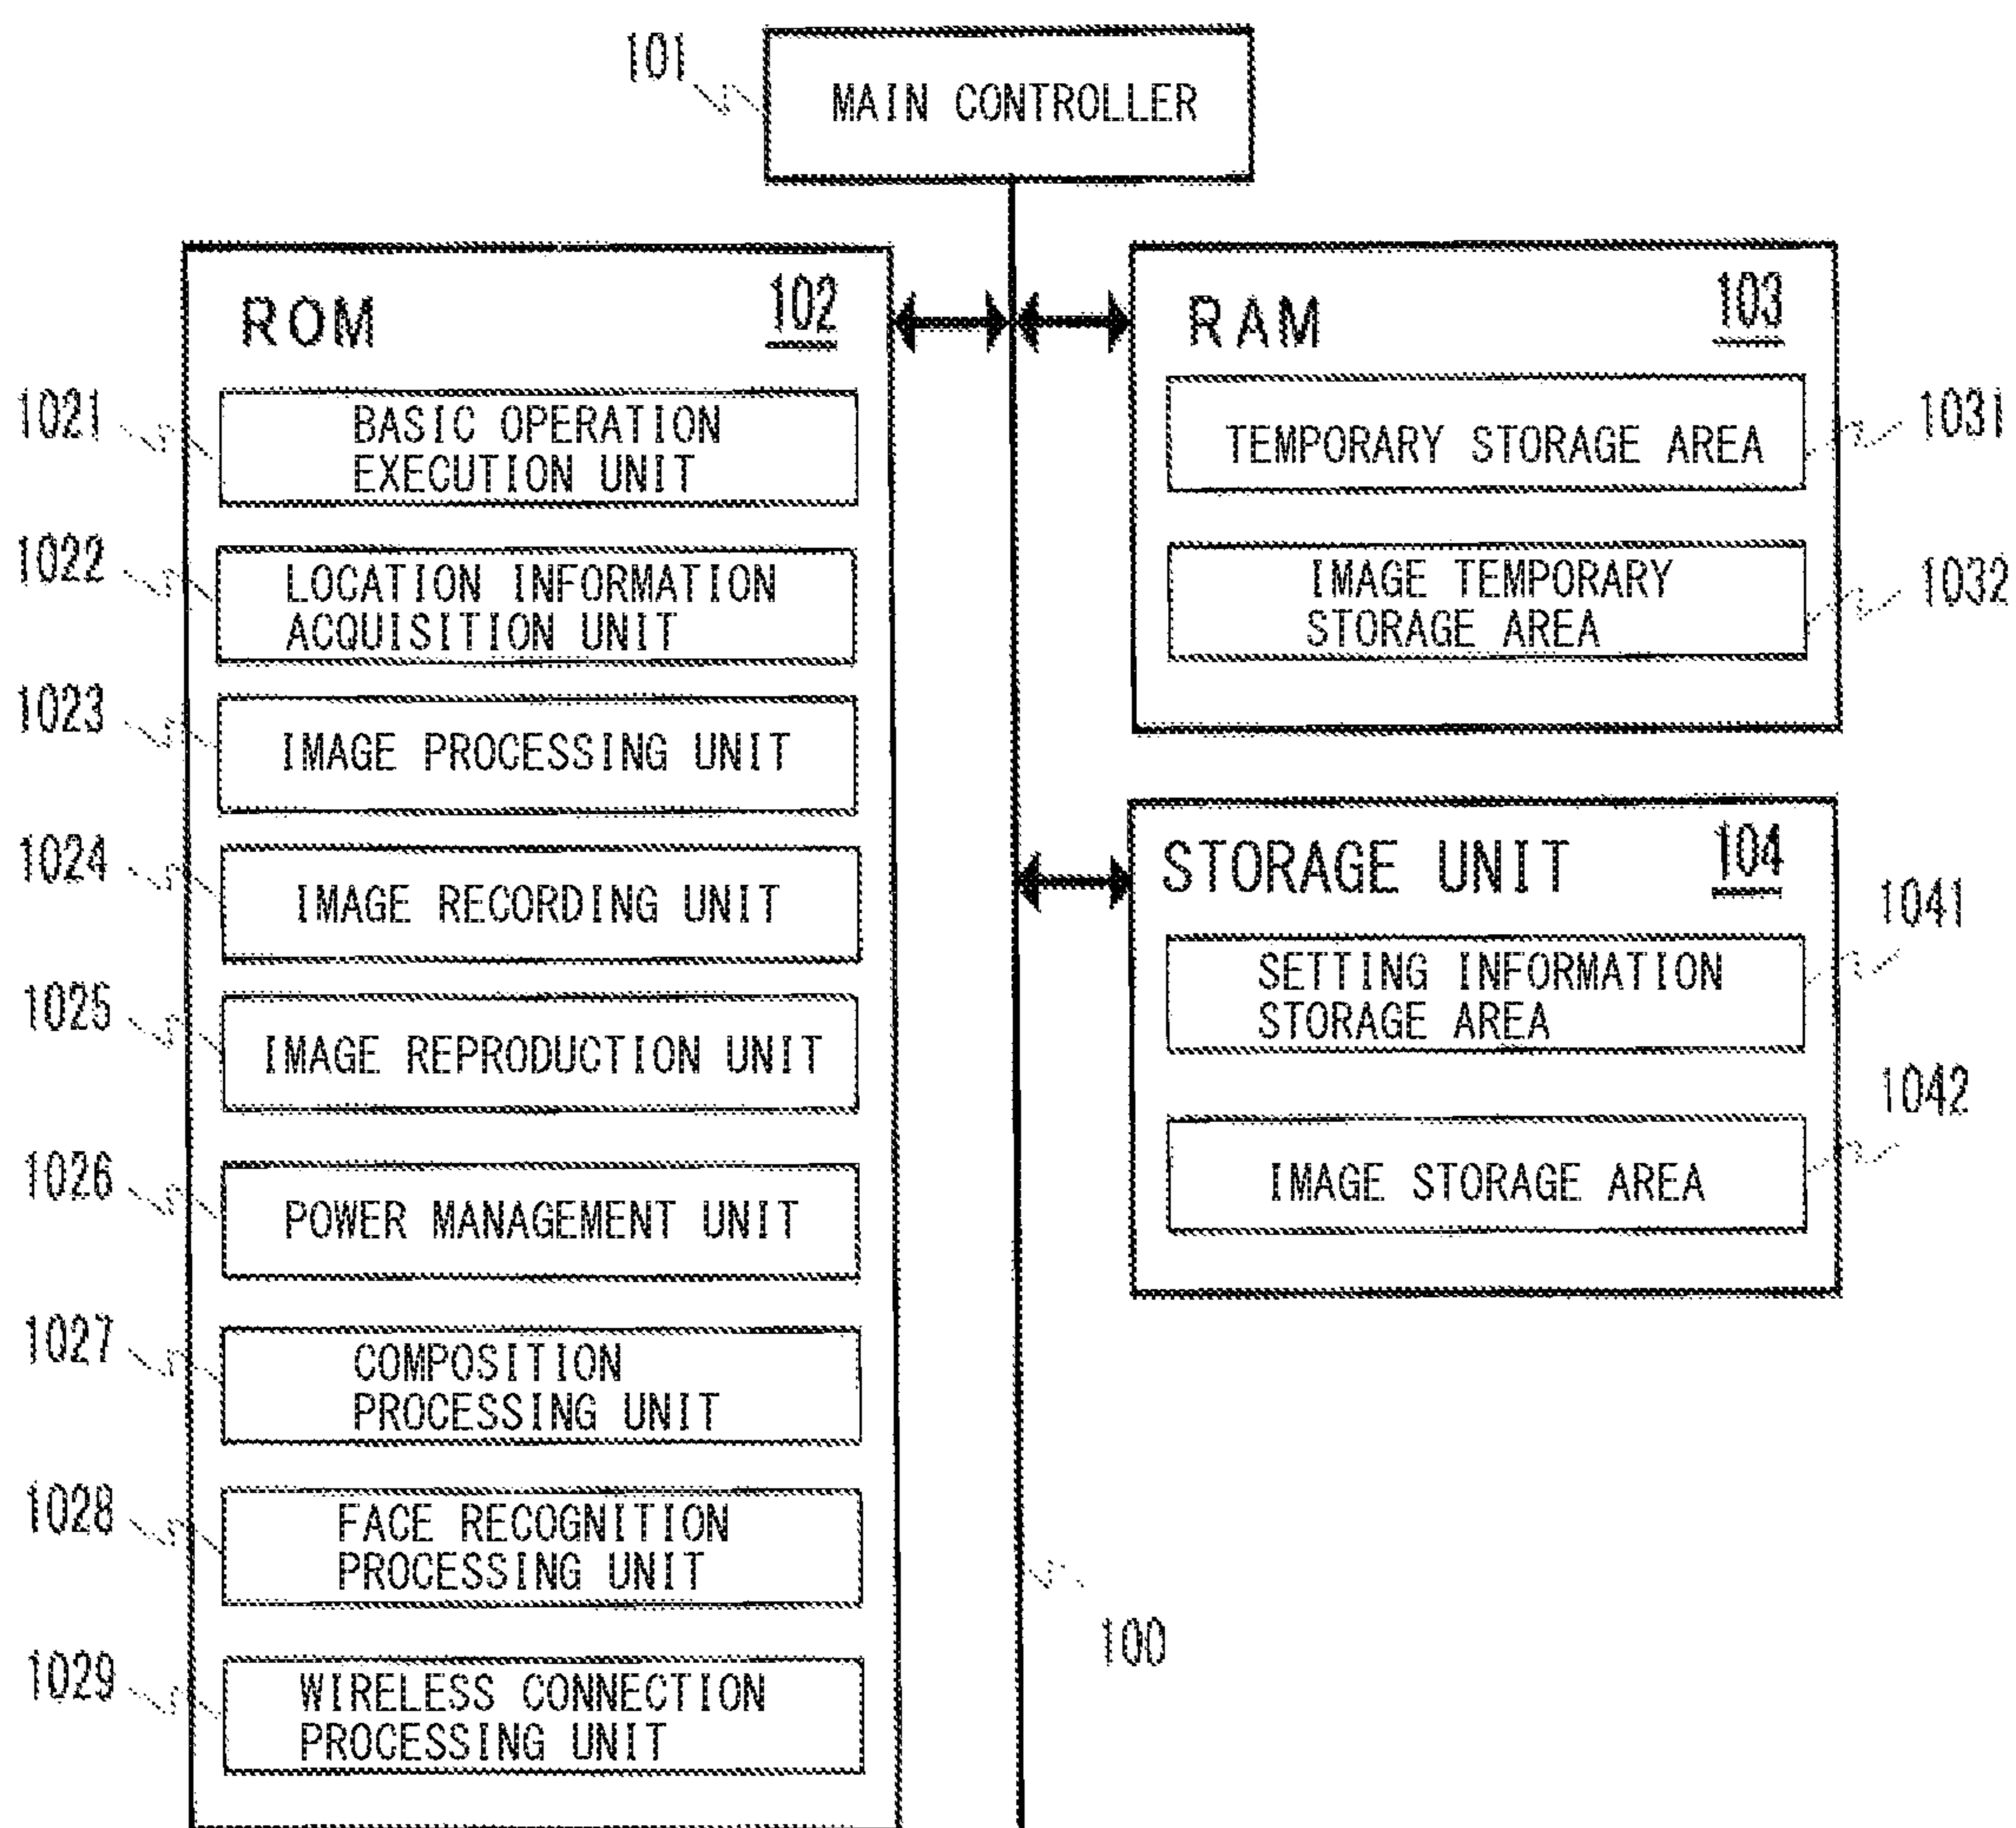 101
MAIN CONTROLLER
ROM
102
1021
BASIC OPERATION
EXECUTION UNIT
1022
LOCATION INFORMATION
ACQUISITION UNIT
1023
IMAGE PROCESSING UNIT
1024
IMAGE RECORDING UNIT
1025
IMAGE REPRODUCTION UNIT
1026
POWER MANAGEMENT UNIT
1027
COMPOSITION
PROCESSING UNIT
1028
FACE RECOGNITION
PROCESSING UNIT
1029
WIRELESS CONNECTION
PROCESSING UNIT
RAM
103
TEMPORARY STORAGE AREA
1031
IMAGE TEMPORARY
STORAGE AREA
1032
STORAGE UNIT
104
SETTING INFORMATION
STORAGE AREA
1041
IMAGE STORAGE AREA
1042
100